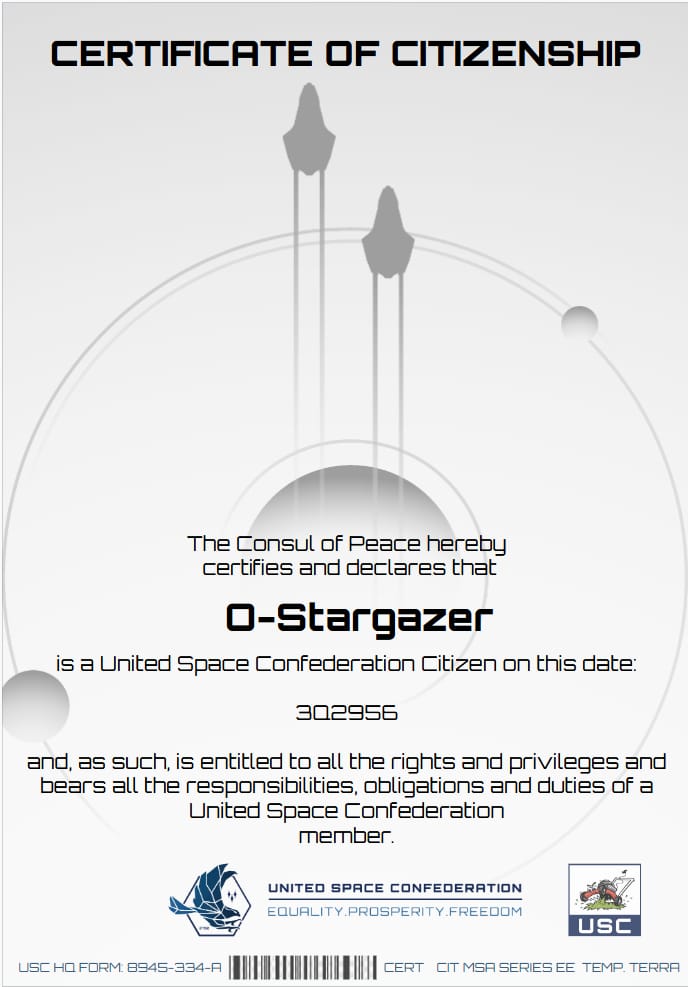 CERTIFICATE OF CITIZENSHIP
The Consul of Peace hereby
certifies and declares that
O-Stargazer
is a United Space Confederation Citizen on this date:
3Q2956
and, as such, is entitled to all the rights and privileges and
bears all the responsibilities, obligations and duties of a
United Space Confederation
member.
UNITED SPACE CONFEDERATION
EQUALITY.PROSPERITY.FREEDOM
USC
USC HQ FORM: 8945-334-A CERT CIT MSA SERIES EE TEMP. TERRA